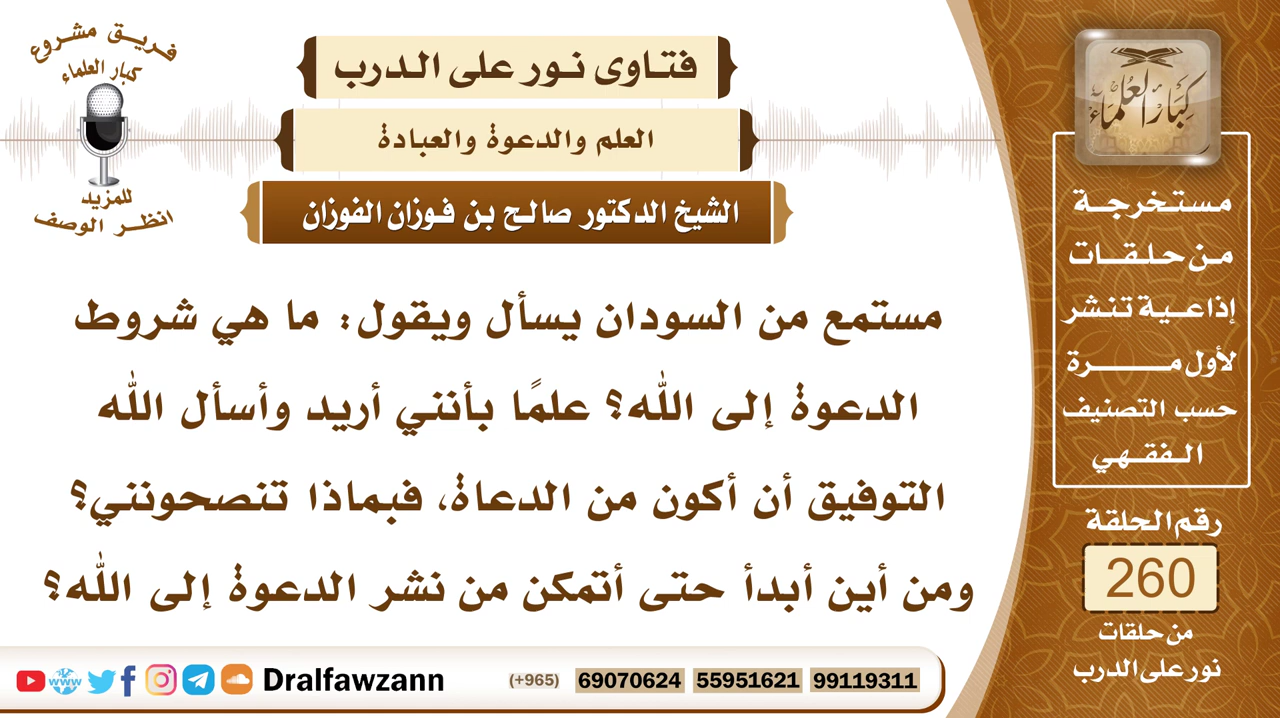 فريق مشروع
كبار العلماء
للمزيد
انظر الوصف
فتاوى نور على الدرب
العلم والدعوة والعبادة
الشيخ الدكتور صالح بن فوزان الفوزان
مستمع من السودان يسأل ويقول: ما هي شروط
الدعوة إلى الله؟ علمًا بأنني أريد وأسأل الله
التوفيق أن أكون من الدعاة، فبماذا تنصحونني؟
ومن أين أبدأ حتى أتمكن من نشر الدعوة إلى الله؟
كِبَارُ العُلَمَاء
مستخرجة
من حلقات
إذاعية تنشر
لأول مرة
حسب التصنيف
الفقهي
رقم الحلقة
260
من حلقات
نور على الدرب
www Dralfawzann (+965) 69070624 55951621 99119311